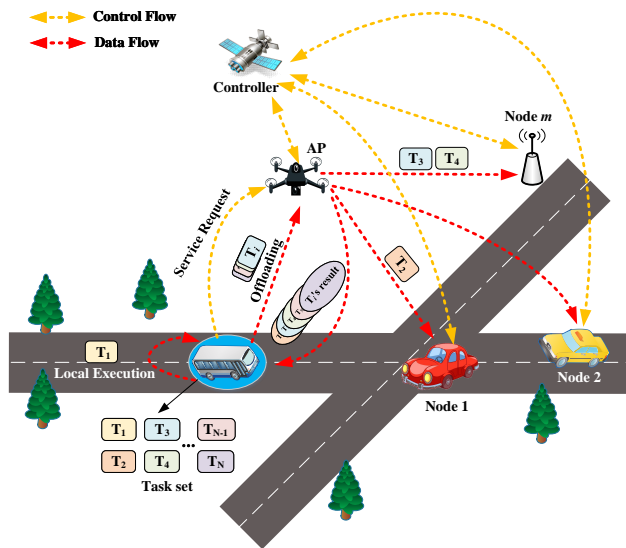 Control Flow
Data Flow
Controller
Node m
AP
T3 T4
Service Request
Offloading
Ti
Ti's result
T2
T1
Local Execution
Node 1
Node 2
T1 T3 ... TN-1
T2 T4 TN
Task set